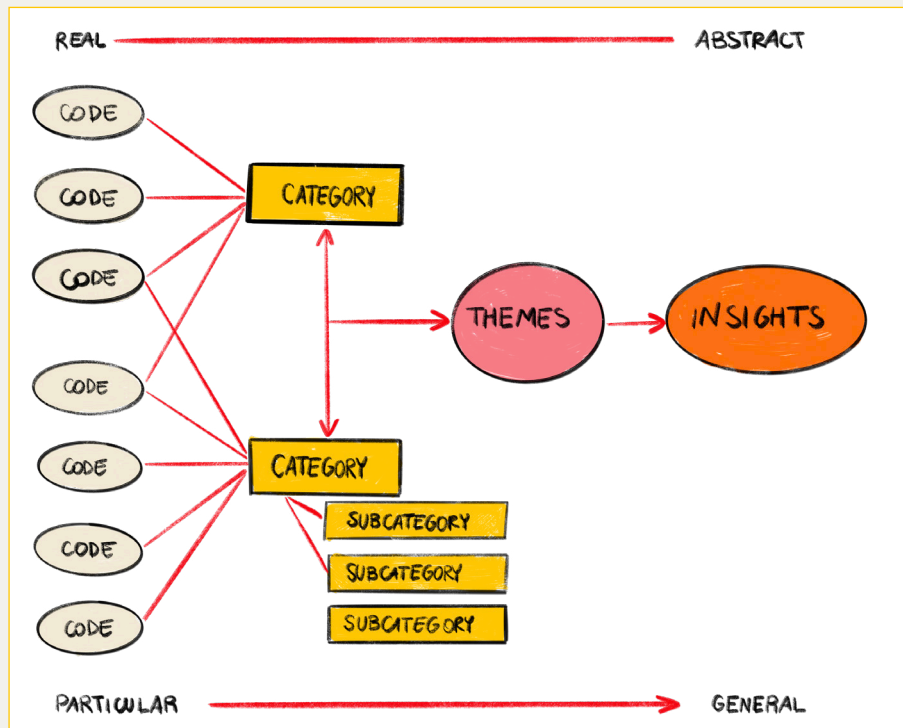 REAL
ABSTRACT
CODE
CODE
CATEGORY
CODE
THEMES
INSIGHTS
CODE
CODE
CATEGORY
SUBCATEGORY
CODE
SUBCATEGORY
CODE
SUBCATEGORY
PARTICULAR
GENERAL